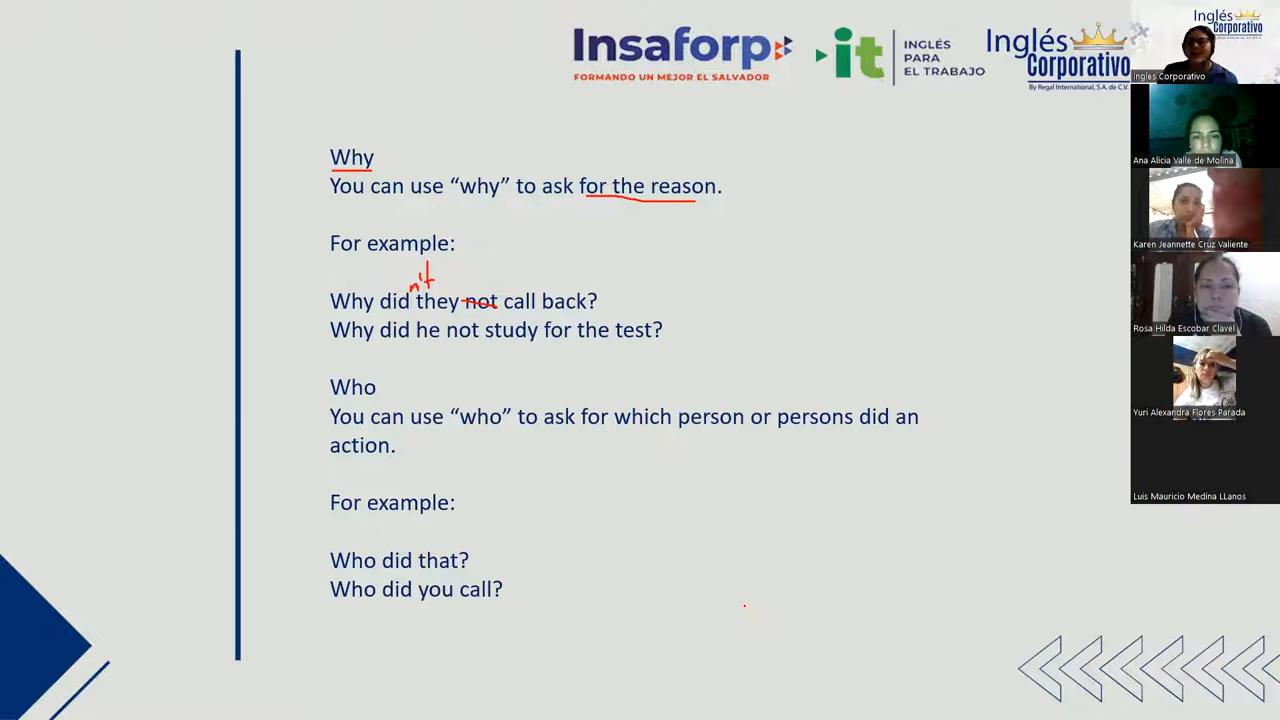 Insaforp
FORMANDO UN MEJOR EL SALVADOR
it
INGLÉS
PARA
EL TRABAJO
Inglés
Corporativo
By Regal International, S.A. de C.V.
Why
You can use “why” to ask for the reason.
For example:
n't
Why did they not call back?
Why did he not study for the test?
Who
You can use “who” to ask for which person or persons did an
action.
For example:
Who did that?
Who did you call?
Inglés
Corporativo
Ingles Corporativo
Ana Alicia Valle de Molina
Karen Jeannette Cruz Valiente
Rosa Hilda Escobar Clavel
Yuri Alexandra Flores Parada
Luis Mauricio Medina LLanos